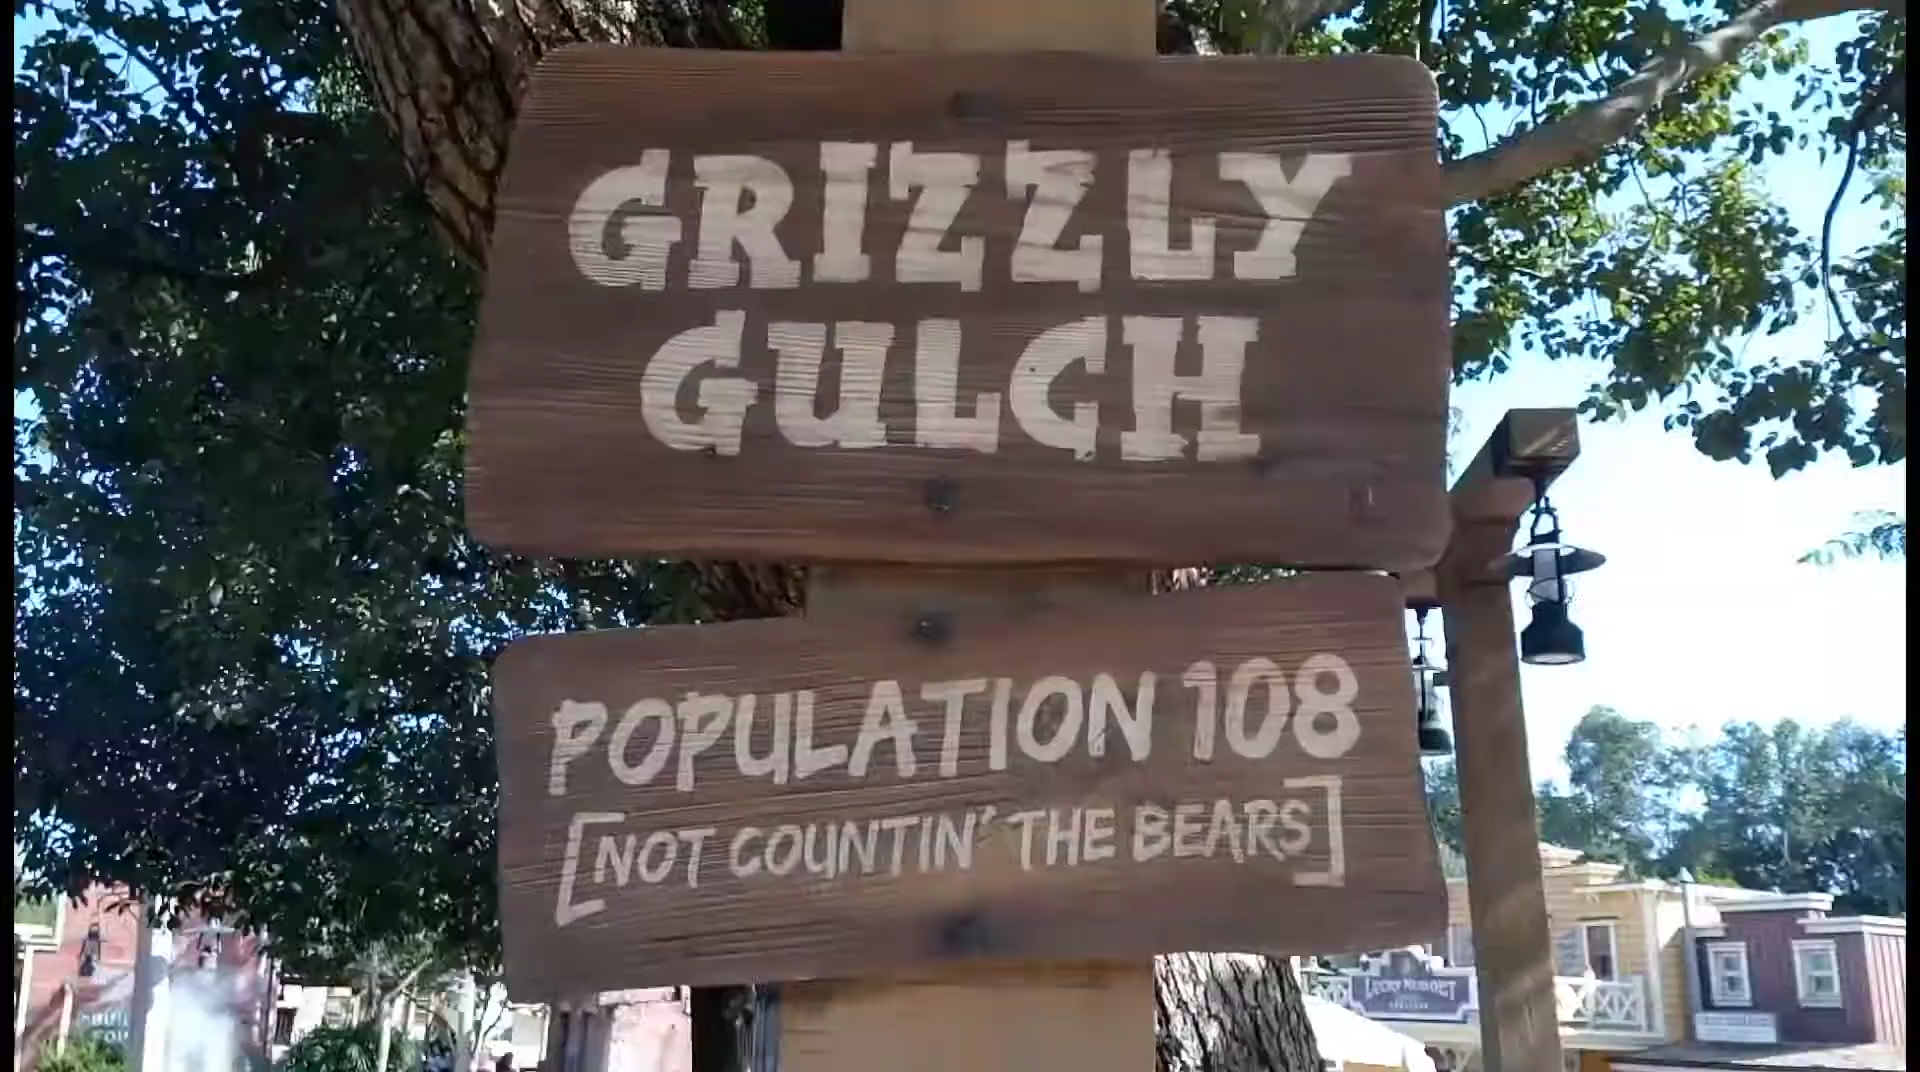 GRIZZLY
GULCH
POPULATION 108
[NOT COUNTIN' THE BEARS]
LUCKY NUGGET